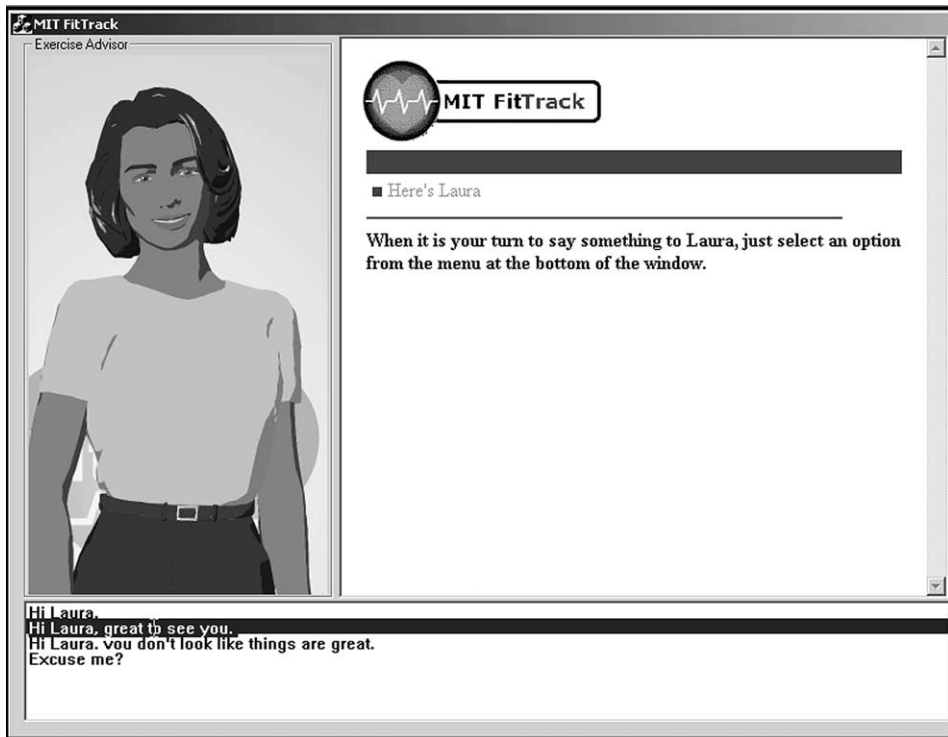 MIT FitTrack
Exercise Advisor
MIT FitTrack
Here's Laura
When it is your turn to say something to Laura, just select an option
from the menu at the bottom of the window.
Hi Laura.
Hi Laura, great to see you.
Hi Laura. you don't look like things are great.
Excuse me?